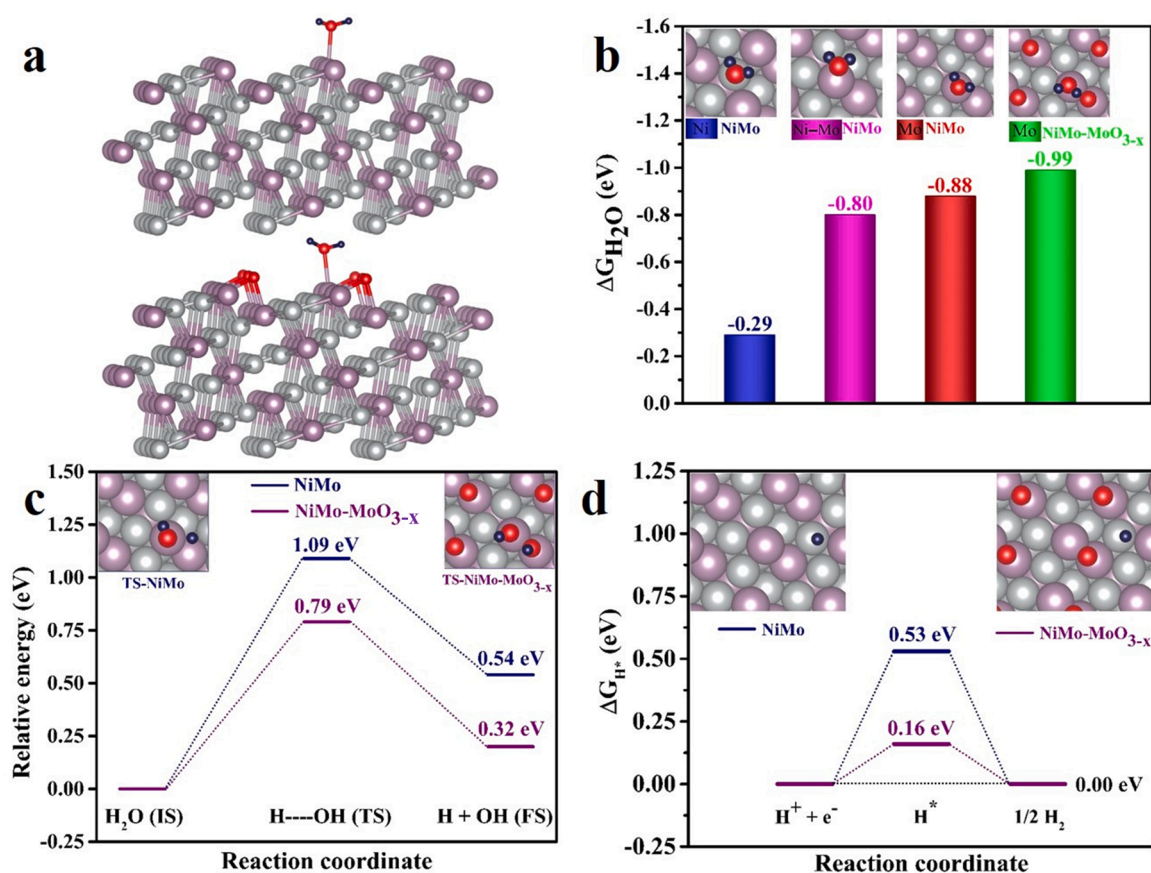 a
b
ΔG_H₂O (eV)
-1.6
-1.4
-1.2
-1.0
-0.8
-0.6
-0.4
-0.2
0.0
Ni NiMo
Ni–Mo NiMo
Mo NiMo
Mo NiMo-MoO₃₋ₓ
-0.29
-0.80
-0.88
-0.99
c
Relative energy (eV)
1.50
1.25
1.00
0.75
0.50
0.25
0.00
-0.25
NiMo
NiMo-MoO₃₋ₓ
TS-NiMo
TS-NiMo-MoO₃₋ₓ
1.09 eV
0.79 eV
0.54 eV
0.32 eV
H₂O (IS)
H----OH (TS)
H + OH (FS)
Reaction coordinate
d
ΔG_H* (eV)
1.25
1.00
0.75
0.50
0.25
0.00
-0.25
NiMo
NiMo-MoO₃₋ₓ
0.53 eV
0.16 eV
0.00 eV
H⁺ + e⁻
H*
1/2 H₂
Reaction coordinate